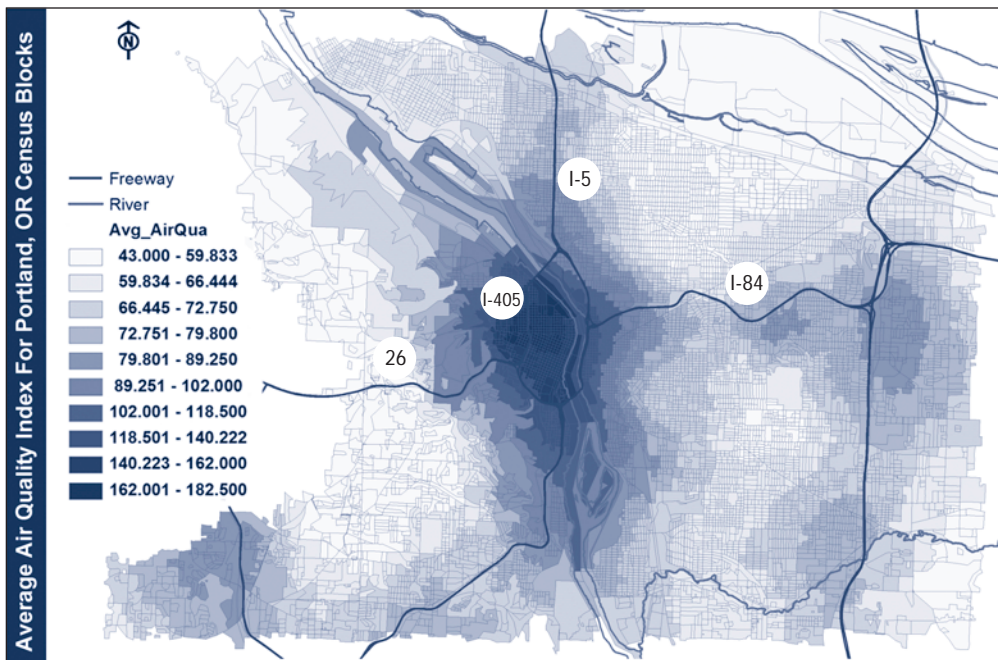 Average Air Quality Index For Portland, OR Census Blocks
N
Freeway
River
Avg_AirQua
43.000 - 59.833
59.834 - 66.444
66.445 - 72.750
72.751 - 79.800
79.801 - 89.250
89.251 - 102.000
102.001 - 118.500
118.501 - 140.222
140.223 - 162.000
162.001 - 182.500
I-5
I-84
I-405
26